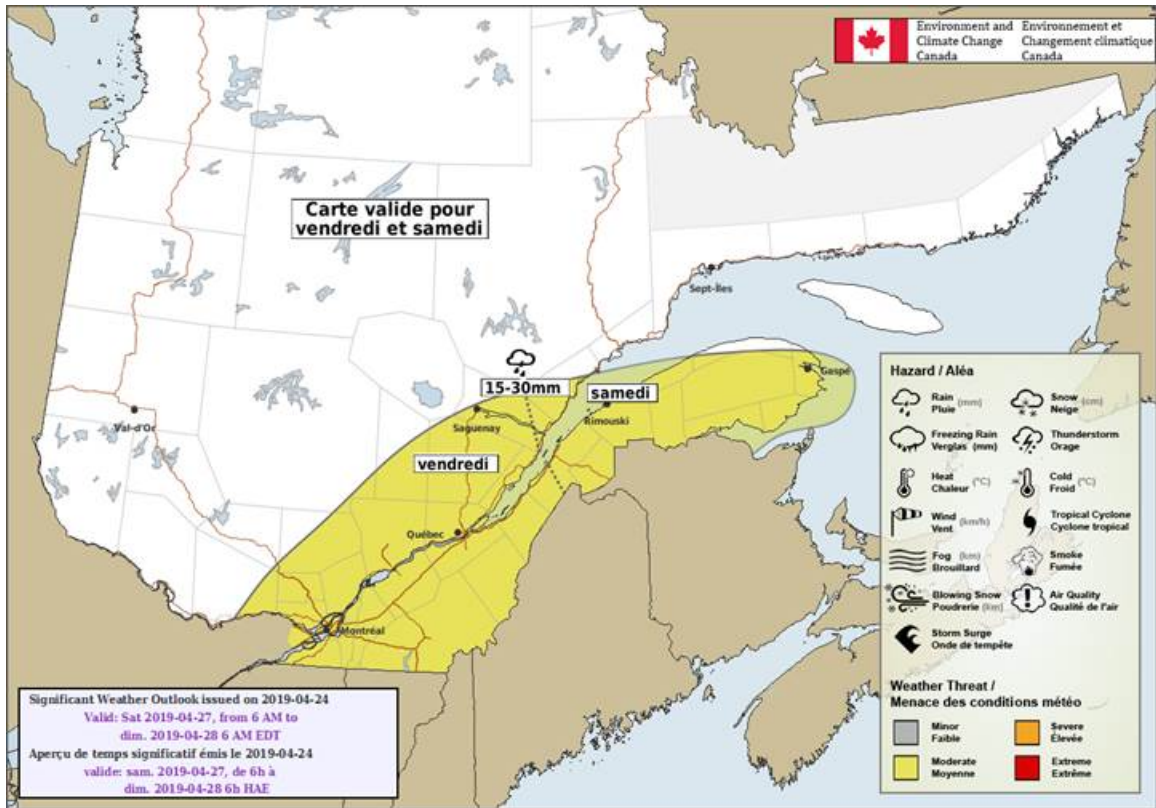 Environment and
Climate Change
Canada
Environnement et
Changement climatique
Canada
Carte valide pour
vendredi et samedi
Sept-Îles
15-30mm
samedi
Gaspé
Val-d'Or
Saguenay
Rimouski
vendredi
Québec
Montréal
Hazard / Aléa
Rain (mm)
Pluie
Snow (cm)
Neige
Freezing Rain
Verglas (mm)
Thunderstorm
Orage
Heat (°C)
Chaleur
Cold (°C)
Froid
Wind (km/h)
Vent
Tropical Cyclone
Cyclone tropical
Fog (km)
Brouillard
Smoke
Fumée
Blowing Snow
Poudrerie (km)
Air Quality
Qualité de l'air
Storm Surge
Onde de tempête
Weather Threat /
Menace des conditions météo
Minor
Faible
Severe
Élevée
Moderate
Moyenne
Extreme
Extrême
Significant Weather Outlook issued on 2019-04-24
Valid: Sat 2019-04-27, from 6 AM to
dim. 2019-04-28 6 AM EDT
Aperçu de temps significatif émis le 2019-04-24
valide: sam. 2019-04-27, de 6h à
dim. 2019-04-28 6h HAE